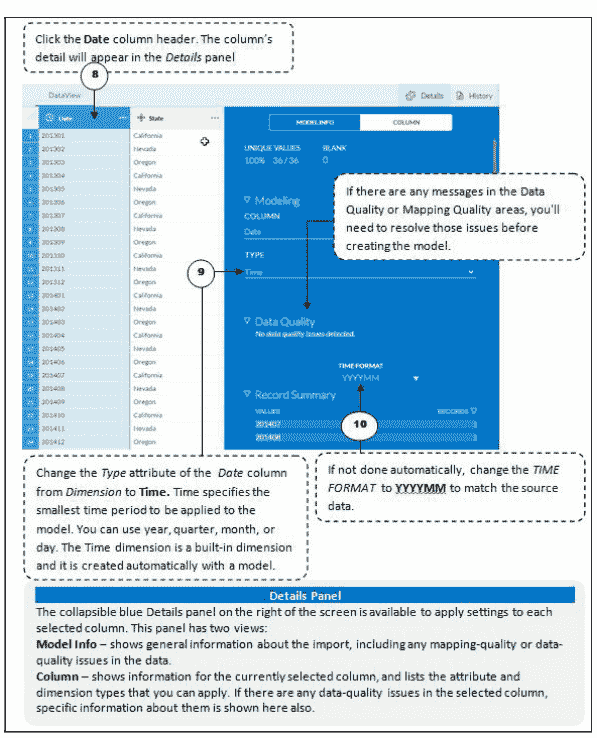 Click the Date column header. The column's
detail will appear in the Details panel
8
DataView
Details
History
Date
State
MODEL INFO
COLUMN
201301 California
201302 Nevada
201303 Oregon
201304 California
201305 Nevada
201306 Oregon
201307 California
201308 Nevada
201309 Oregon
201310 California
201311 Nevada
201312 Oregon
201401 California
201402 Nevada
201403 Oregon
201404 California
201405 Nevada
201406 Oregon
201407 California
201408 Nevada
201409 Oregon
201410 California
201411 Nevada
201412 Oregon
UNIQUE VALUES BLANK
100% 36/36 0
Modeling
COLUMN
Date
TYPE
Time
If there are any messages in the Data
Quality or Mapping Quality areas, you'll
need to resolve those issues before
creating the model.
9
Data Quality
No data quality issues detected.
TIME FORMAT
YYYYMM
Record Summary
VALUES RECORDS
201407
201408
10
Change the Type attribute of the Date column
from Dimension to Time. Time specifies the
smallest time period to be applied to the
model. You can use year, quarter, month, or
day. The Time dimension is a built-in dimension
and it is created automatically with a model.
If not done automatically, change the TIME
FORMAT to YYYYMM to match the source
data.
Details Panel
The collapsible blue Details panel on the right of the screen is available to apply settings to each
selected column. This panel has two views:
Model Info – shows general information about the import, including any mapping-quality or data-
quality issues in the data.
Column – shows information for the currently selected column, and lists the attribute and
dimension types that you can apply. If there are any data-quality issues in the selected column,
specific information about them is shown here also.